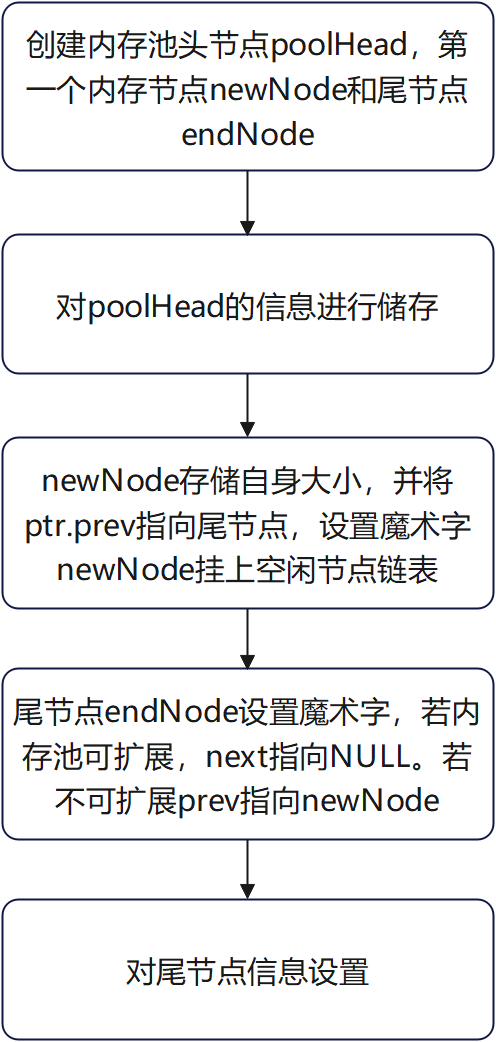 创建内存池头节点poolHead，第
一个内存节点newNode和尾节点
endNode
对poolHead的信息进行储存
newNode存储自身大小，并将
ptr.prev指向尾节点，设置魔术字
newNode挂上空闲节点链表
尾节点endNode设置魔术字，若内
存池可扩展，next指向NULL。若
不可扩展prev指向newNode
对尾节点信息设置